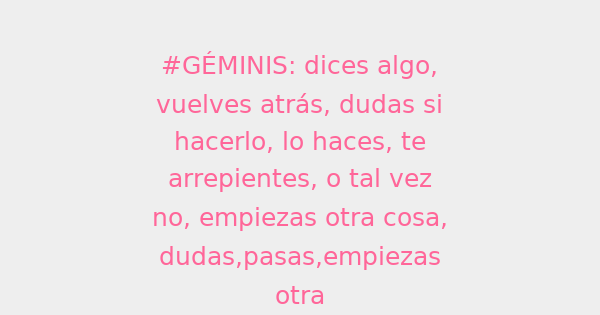 #GÉMINIS: dices algo,
vuelves atrás, dudas si
hacerlo, lo haces, te
arrepientes, o tal vez
no, empiezas otra cosa,
dudas,pasas,empiezas
otra